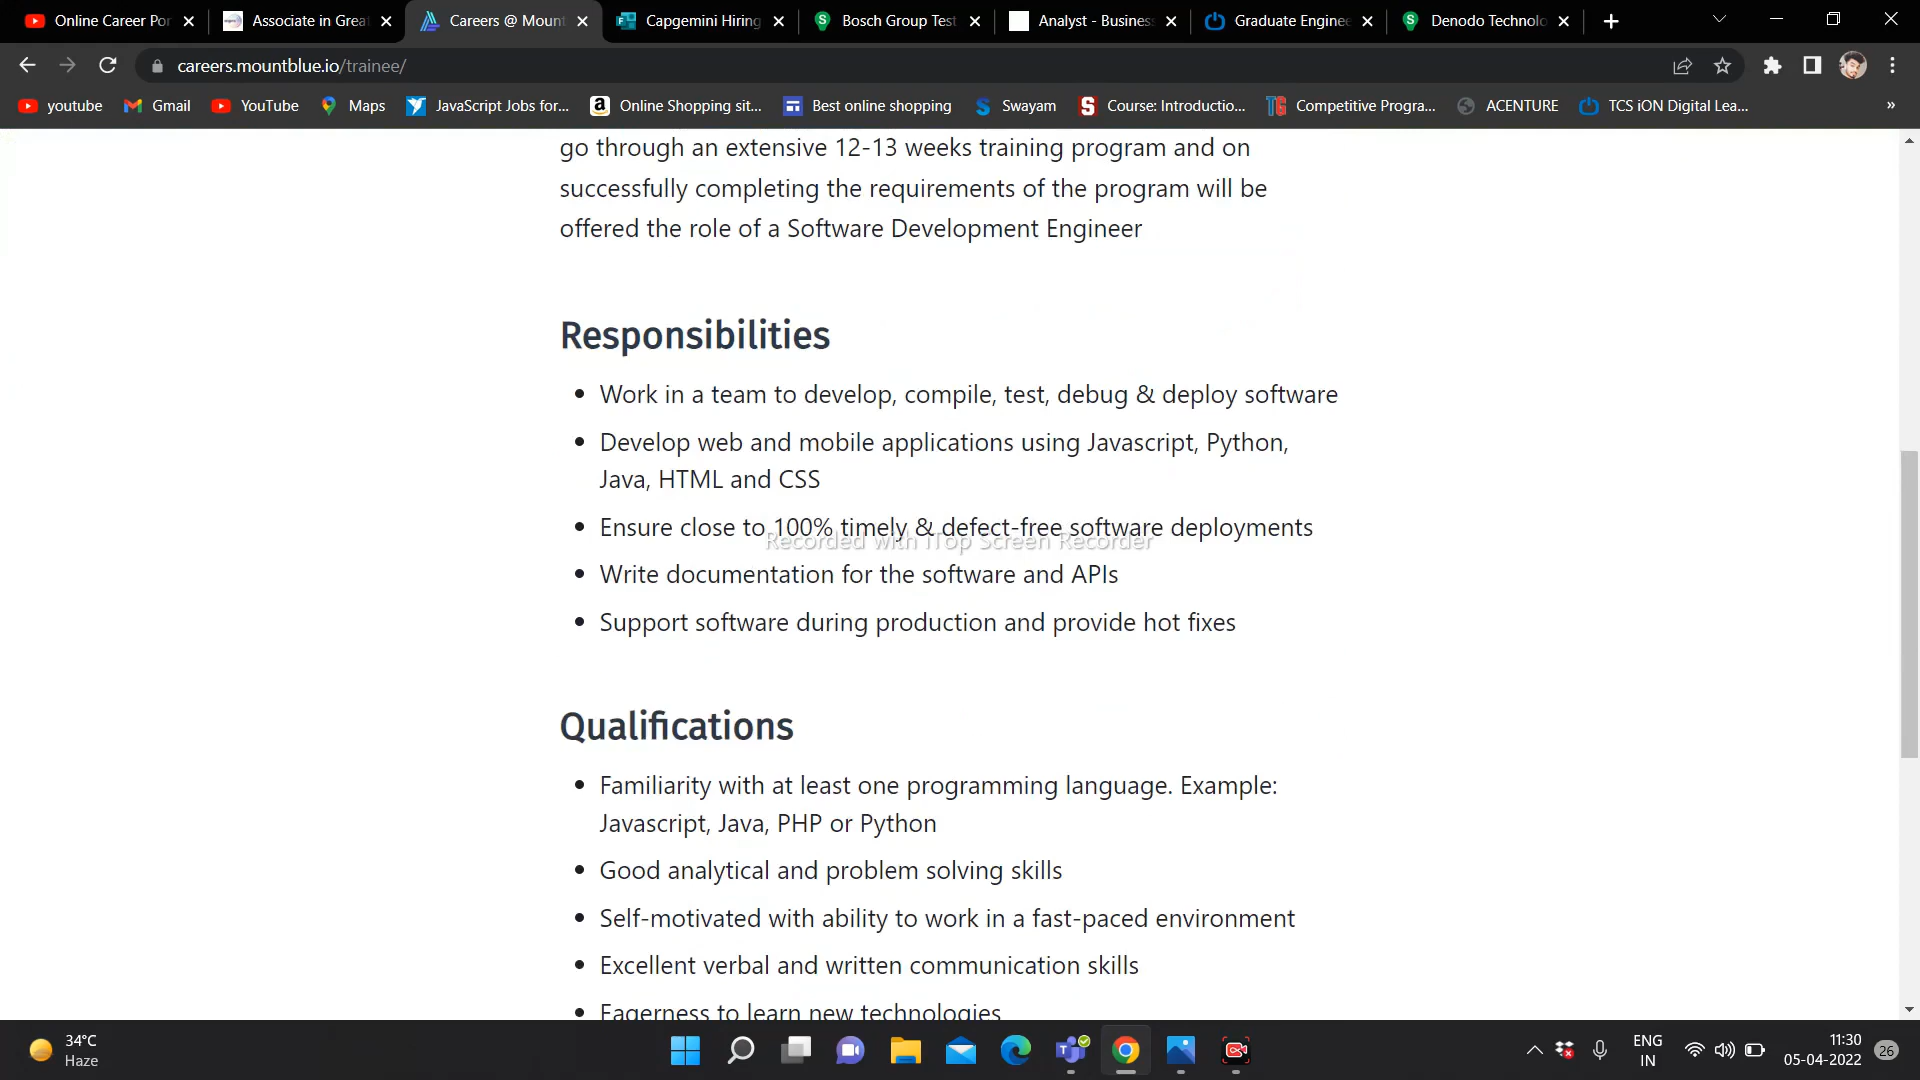 Online Career Por
Associate in Grea
Careers @ Mount
Capgemini Hiring
Bosch Group Test
Analyst - Busines
Graduate Enginee
Denodo Technolo
careers.mountblue.io/trainee/
youtube
Gmail
YouTube
Maps
JavaScript Jobs for...
Online Shopping sit...
Best online shopping
Swayam
Course: Introductio...
Competitive Progra...
ACENTURE
TCS iON Digital Lea...
»
go through an extensive 12-13 weeks training program and on
successfully completing the requirements of the program will be
offered the role of a Software Development Engineer
Responsibilities
• Work in a team to develop, compile, test, debug & deploy software
• Develop web and mobile applications using Javascript, Python,
Java, HTML and CSS
• Ensure close to 100% timely & defect-free software deployments
Recorded with iTop Screen Recorder
• Write documentation for the software and APIs
• Support software during production and provide hot fixes
Qualifications
• Familiarity with at least one programming language. Example:
Javascript, Java, PHP or Python
• Good analytical and problem solving skills
• Self-motivated with ability to work in a fast-paced environment
• Excellent verbal and written communication skills
• Eagerness to learn new technologies
34°C
Haze
ENG
IN
11:30
05-04-2022
26